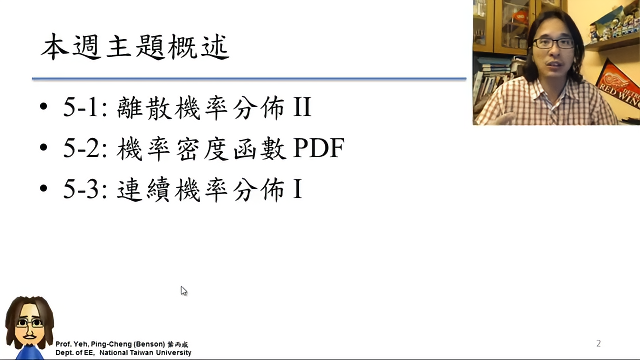 本週主題概述
• 5-1: 離散機率分佈 II
• 5-2: 機率密度函數 PDF
• 5-3: 連續機率分佈 I
DETROIT
RED WINGS
Prof. Yeh, Ping-Cheng (Benson) 葉丙成
Dept. of EE, National Taiwan University
2